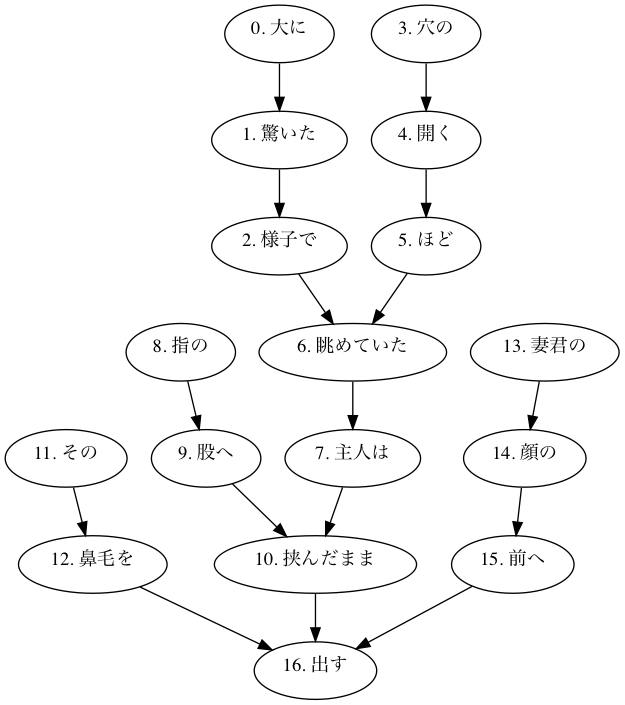 0. 大に
3. 穴の
1. 驚いた
4. 開く
2. 様子で
5. ほど
8. 指の
6. 眺めていた
13. 妻君の
11. その
9. 股へ
7. 主人は
14. 顔の
12. 鼻毛を
10. 挟んだまま
15. 前へ
16. 出す